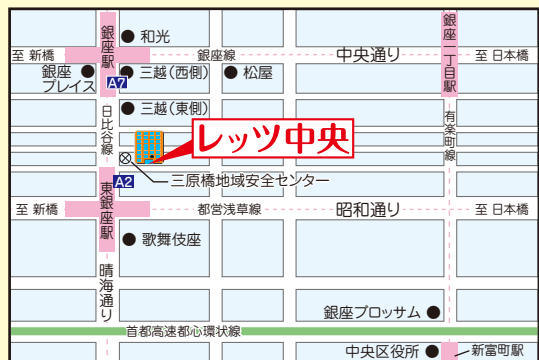 銀座駅
和光
銀座一丁目駅
至 新橋
銀座線
中央通り
至 日本橋
銀座
プレイス
A7
三越(西側)
松屋
日比谷線
三越(東側)
有楽町線
レッツ中央
三原橋地域安全センター
A2
東銀座駅
至 新橋
都営浅草線
昭和通り
至 日本橋
歌舞伎座
晴海通り
銀座ブロッサム
首都高速都心環状線
中央区役所
新富町駅